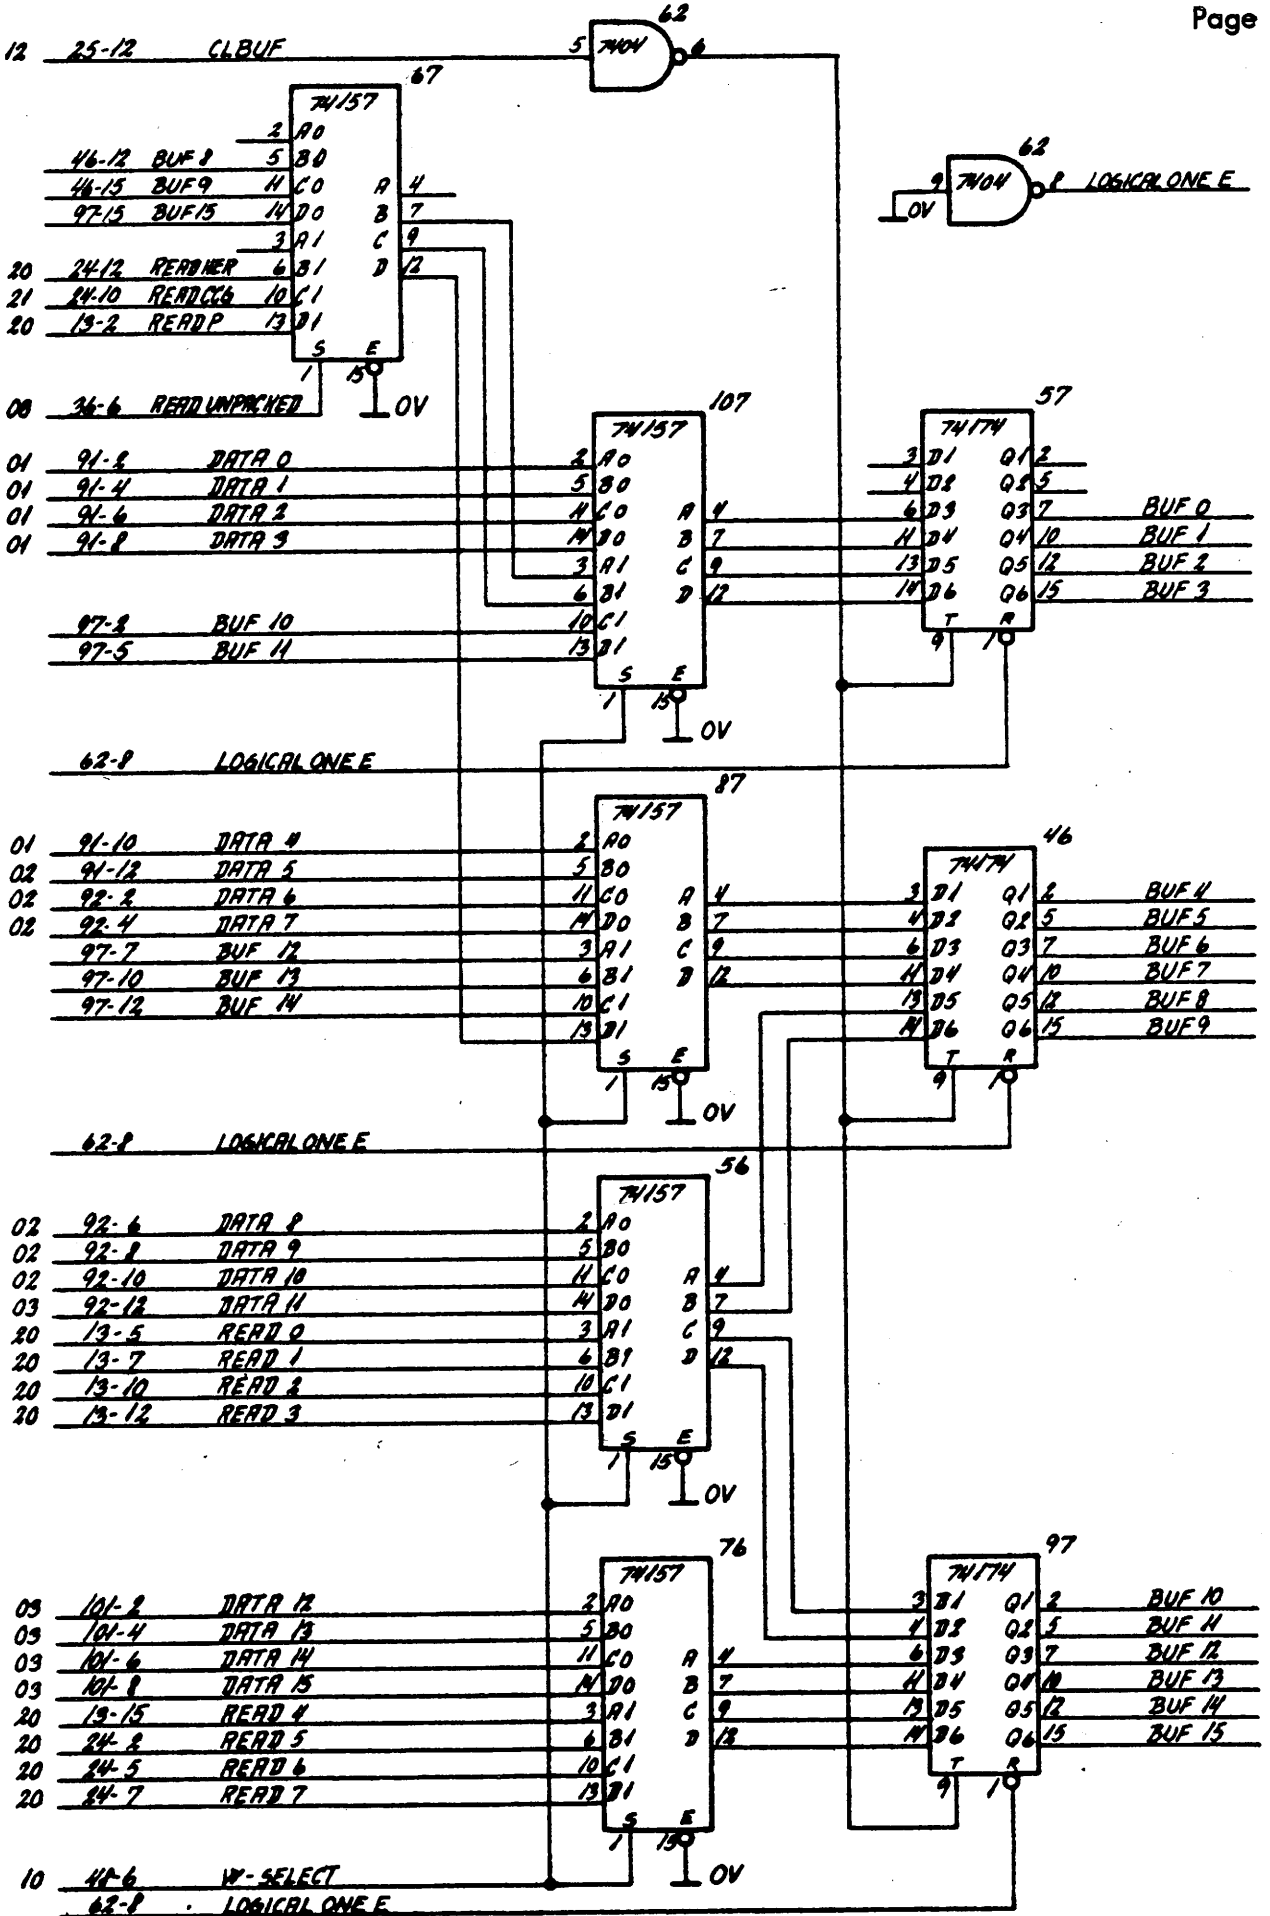 Page
12 25-12 CLBUF 5 7404 6 62
67
74157
2 A0
46-12 BUF 8 5 B0
46-15 BUF 9 11 C0 A 4
97-15 BUF 15 14 D0 B 7
3 A1 C 9
20 24-12 READHER 6 B1 D 12
21 24-10 READCCG 10 C1
20 13-2 READP 13 D1
S E
1 15
08 36-6 READ UNPACKED 0V
62
9 7404 8 LOGICAL ONE E
0V
107
74157
01 91-2 DATA 0 2 A0
01 91-4 DATA 1 5 B0
01 91-6 DATA 2 11 C0 A 4
01 91-8 DATA 3 14 D0 B 7
3 A1 C 9
6 B1 D 12
97-2 BUF 10 10 C1
97-5 BUF 11 13 D1
S E
1 15
0V
57
74174
3 D1 Q1 2
4 D2 Q2 5
6 D3 Q3 7 BUF 0
11 D4 Q4 10 BUF 1
13 D5 Q5 12 BUF 2
14 D6 Q6 15 BUF 3
T R
9 1
62-8 LOGICAL ONE E
87
74157
01 91-10 DATA 4 2 A0
02 91-12 DATA 5 5 B0
02 92-2 DATA 6 11 C0 A 4
02 92-4 DATA 7 14 D0 B 7
97-7 BUF 12 3 A1 C 9
97-10 BUF 13 6 B1 D 12
97-12 BUF 14 10 C1
13 D1
S E
1 15
0V
46
74174
3 D1 Q1 2 BUF 4
4 D2 Q2 5 BUF 5
6 D3 Q3 7 BUF 6
11 D4 Q4 10 BUF 7
13 D5 Q5 12 BUF 8
14 D6 Q6 15 BUF 9
T R
9 1
62-8 LOGICAL ONE E
56
74157
02 92-6 DATA 8 2 A0
02 92-8 DATA 9 5 B0
02 92-10 DATA 10 11 C0 A 4
03 92-12 DATA 11 14 D0 B 7
20 13-5 READ 0 3 A1 C 9
20 13-7 READ 1 6 B1 D 12
20 13-10 READ 2 10 C1
20 13-12 READ 3 13 D1
S E
1 15
0V
76
74157
03 101-2 DATA 12 2 A0
03 101-4 DATA 13 5 B0
03 101-6 DATA 14 11 C0 A 4
03 101-8 DATA 15 14 D0 B 7
20 13-15 READ 4 3 A1 C 9
20 24-2 READ 5 6 B1 D 12
20 24-5 READ 6 10 C1
20 24-7 READ 7 13 D1
S E
1 15
0V
97
74174
3 D1 Q1 2 BUF 10
4 D2 Q2 5 BUF 11
6 D3 Q3 7 BUF 12
11 D4 Q4 10 BUF 13
13 D5 Q5 12 BUF 14
14 D6 Q6 15 BUF 15
T R
9 1
10 48-6 W-SELECT
62-8 LOGICAL ONE E